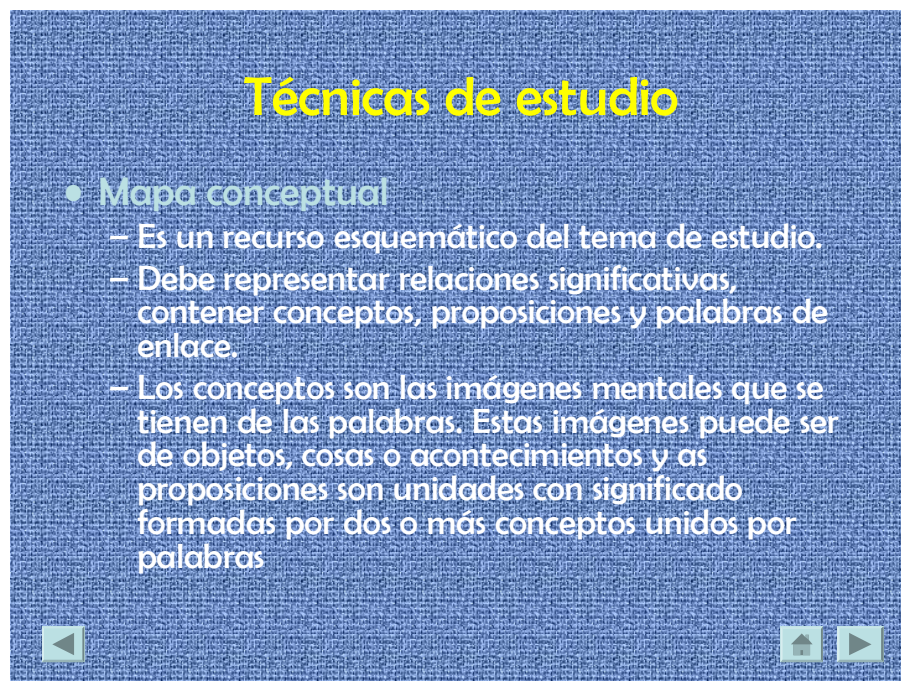 Técnicas de estudio
• Mapa conceptual
– Es un recurso esquemático del tema de estudio.
– Debe representar relaciones significativas,
contener conceptos, proposiciones y palabras de
enlace.
– Los conceptos son las imágenes mentales que se
tienen de las palabras. Estas imágenes puede ser
de objetos, cosas o acontecimientos y as
proposiciones son unidades con significado
formadas por dos o más conceptos unidos por
palabras